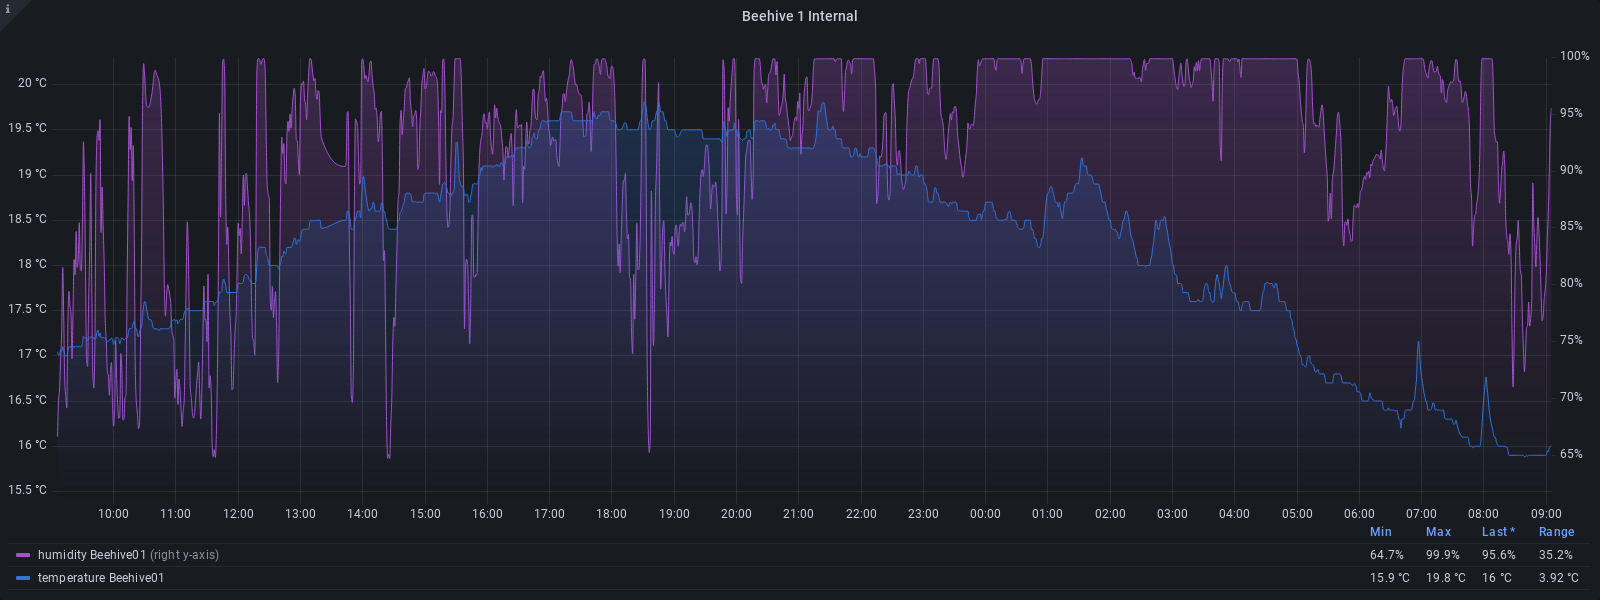 i
Beehive 1 Internal
20 °C
19.5 °C
19 °C
18.5 °C
18 °C
17.5 °C
17 °C
16.5 °C
16 °C
15.5 °C
100%
95%
90%
85%
80%
75%
70%
65%
10:00 11:00 12:00 13:00 14:00 15:00 16:00 17:00 18:00 19:00 20:00 21:00 22:00 23:00 00:00 01:00 02:00 03:00 04:00 05:00 06:00 07:00 08:00 09:00
Min Max Last * Range
humidity Beehive01 (right y-axis) 64.7% 99.9% 95.6% 35.2%
temperature Beehive01 15.9 °C 19.8 °C 16 °C 3.92 °C